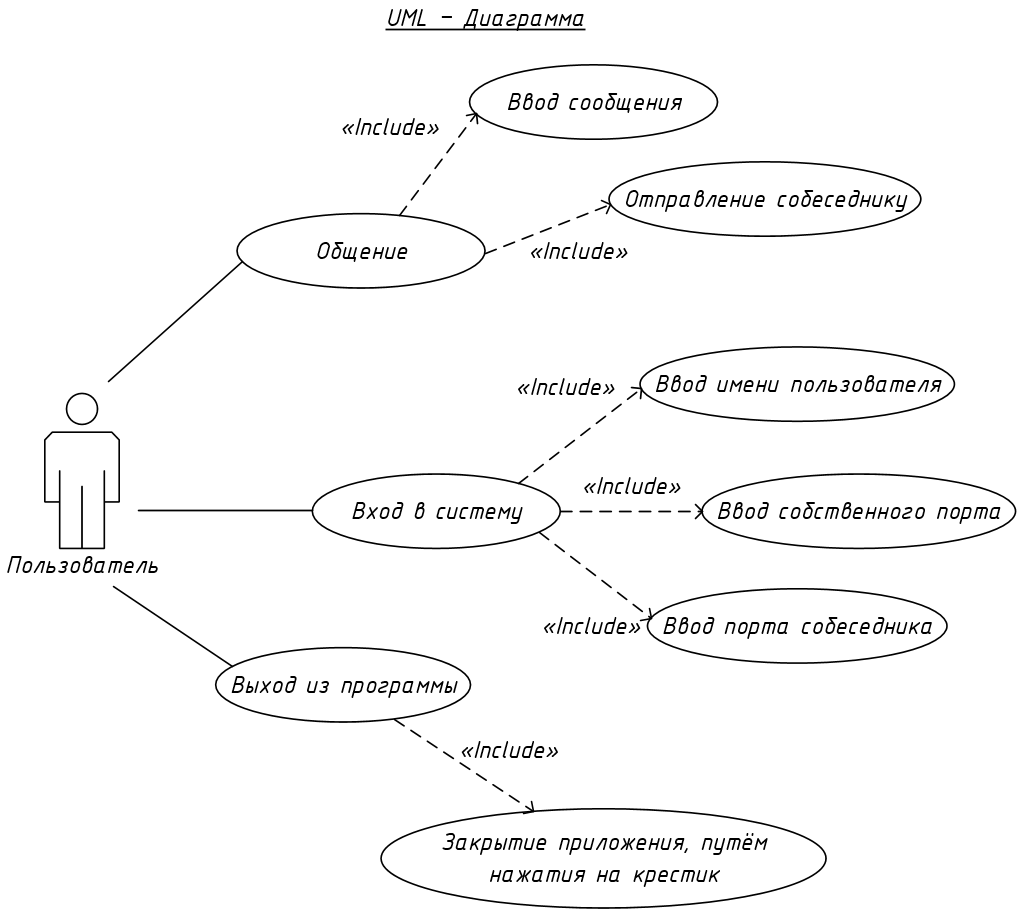 UML - Диаграмма
Ввод сообщения
«Include»
Отправление собеседнику
Общение
«Include»
Ввод имени пользователя
«Include»
«Include»
Вход в систему
Ввод собственного порта
Пользователь
«Include»
Ввод порта собеседника
Выход из программы
«Include»
Закрытие приложения, путём
нажатия на крестик